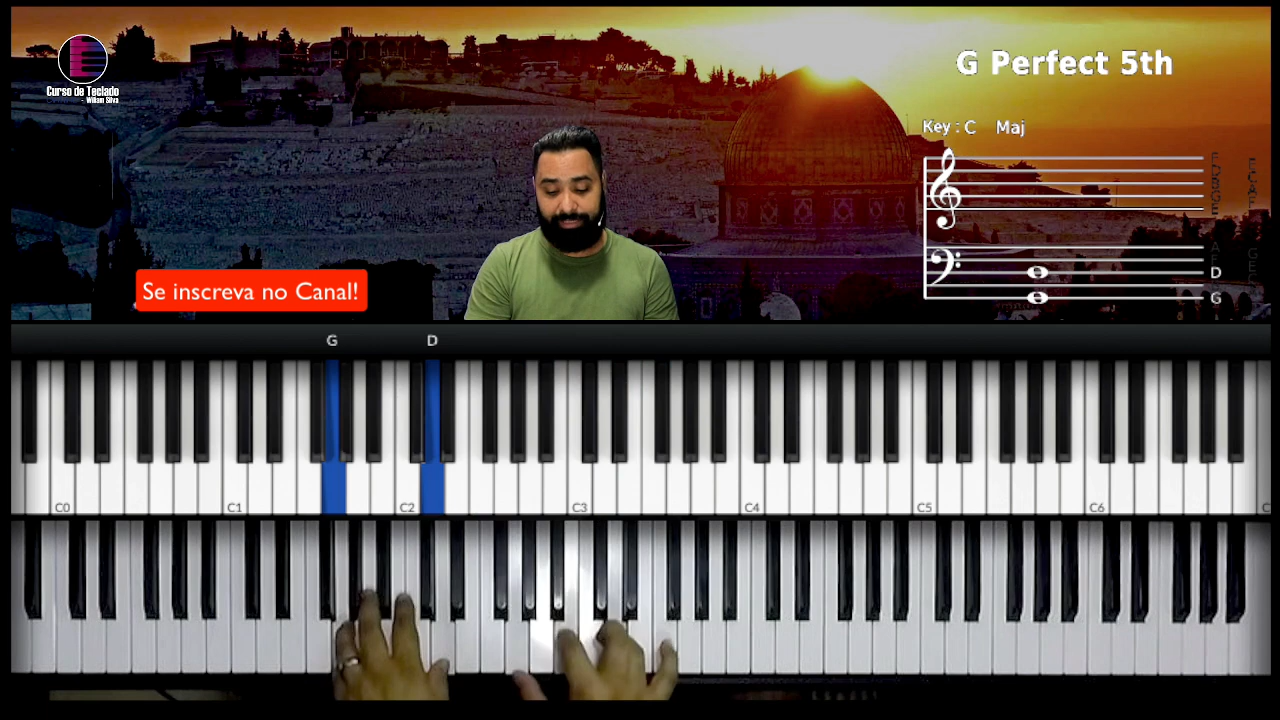 G Perfect 5th
Curso de Teclado
- Wiliam Silva
Key : C Maj
D
G
Se inscreva no Canal!
G D
C0 C1 C2 C3 C4 C5 C6